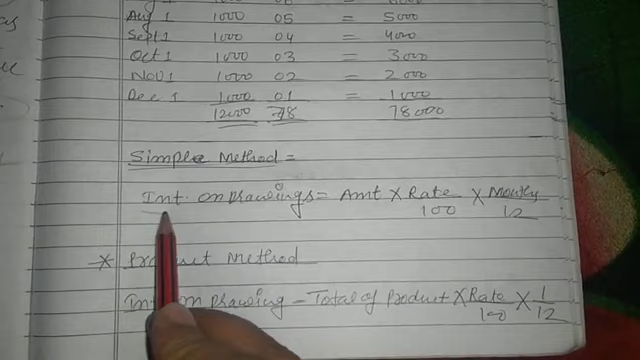 Aug 1 1000 05 = 5000
Sept 1 1000 04 = 4000
Oct 1 1000 03 = 3000
Nov 1 1000 02 = 2000
Dec 1 1000 01 = 1000
12000 78 78000
Simple Method =
Int. on Drawings = Amt × Rate/100 × Months/12
* Product Method
Int on Drawing = Total of Product × Rate/100 × 1/12